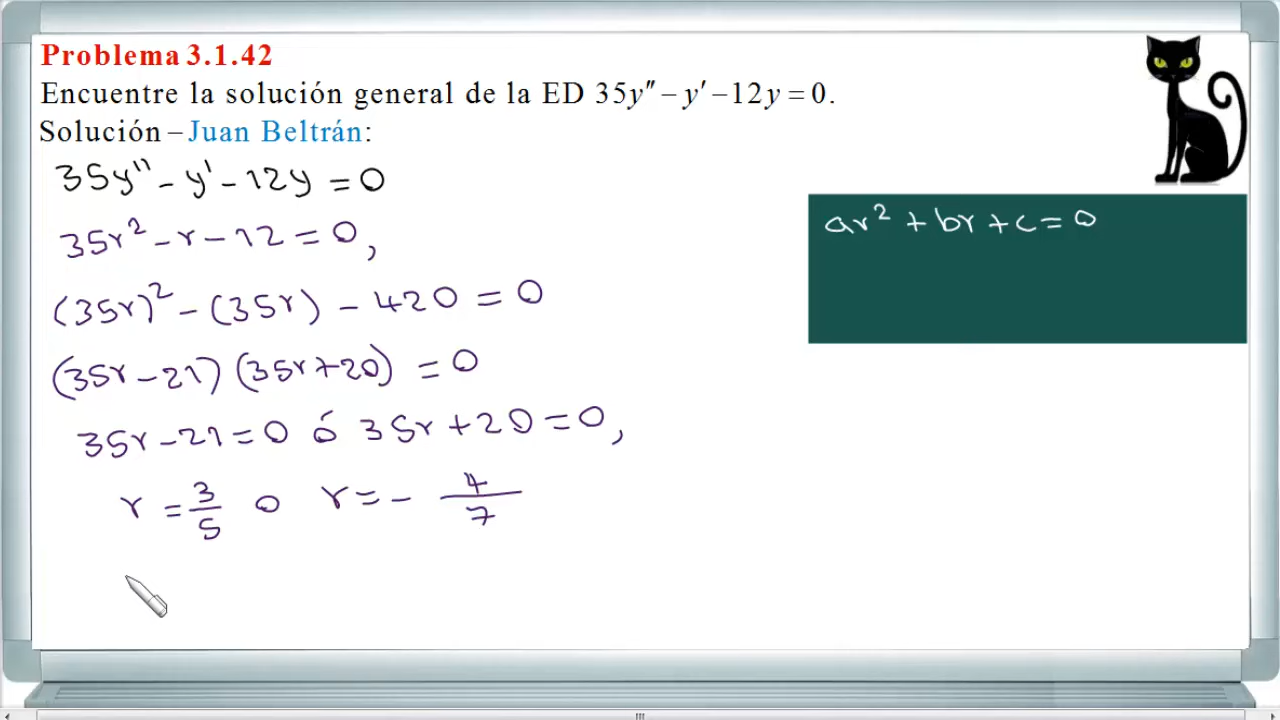 Problema 3.1.42
Encuentre la solución general de la ED 35y″ − y′ −12y = 0.
Solución – Juan Beltrán:
35y'' - y' - 12y = 0
35r² - r - 12 = 0,
(35r)² - (35r) - 420 = 0
(35r - 21) (35r + 20) = 0
35r - 21 = 0 ó 35r + 20 = 0,
r = 3/5 o r = - 4/7
ar² + br + c = 0